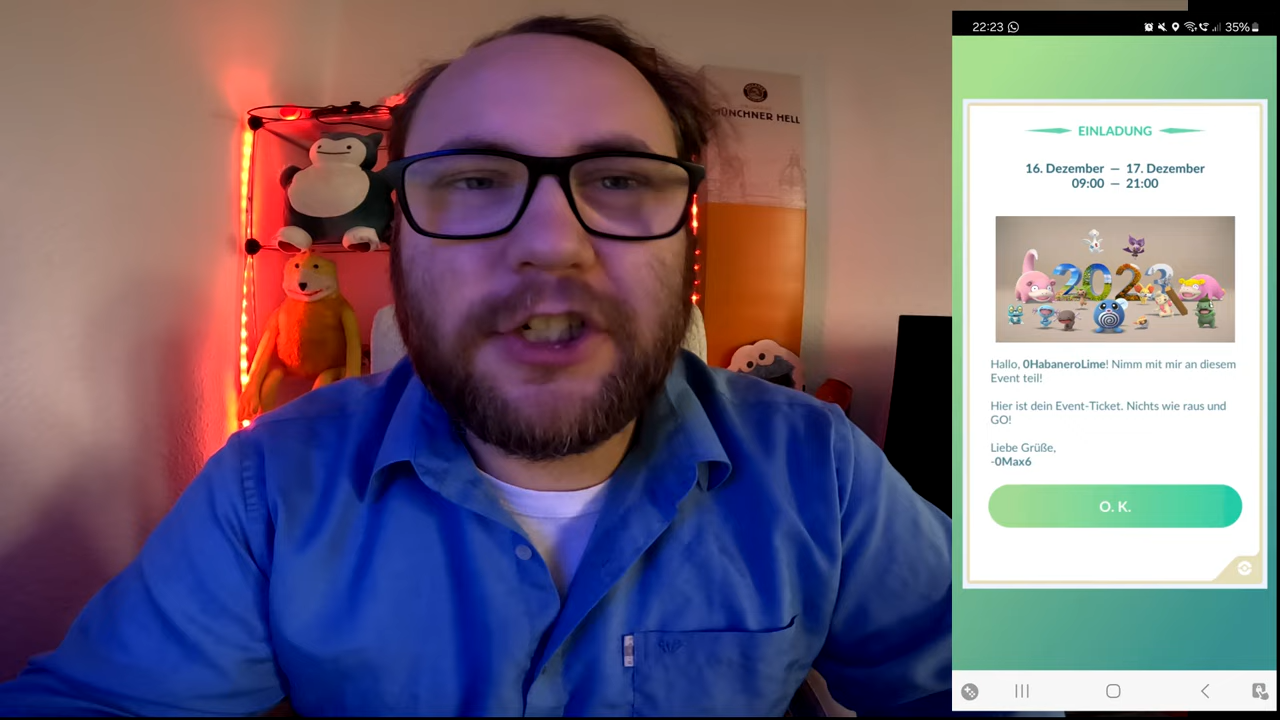 MÜNCHNER HELL
22:23
35%
EINLADUNG
16. Dezember — 17. Dezember
09:00 — 21:00
2023
Hallo, 0HabaneroLime! Nimm mit mir an diesem
Event teil!
Hier ist dein Event-Ticket. Nichts wie raus und
GO!
Liebe Grüße,
-0Max6
O. K.